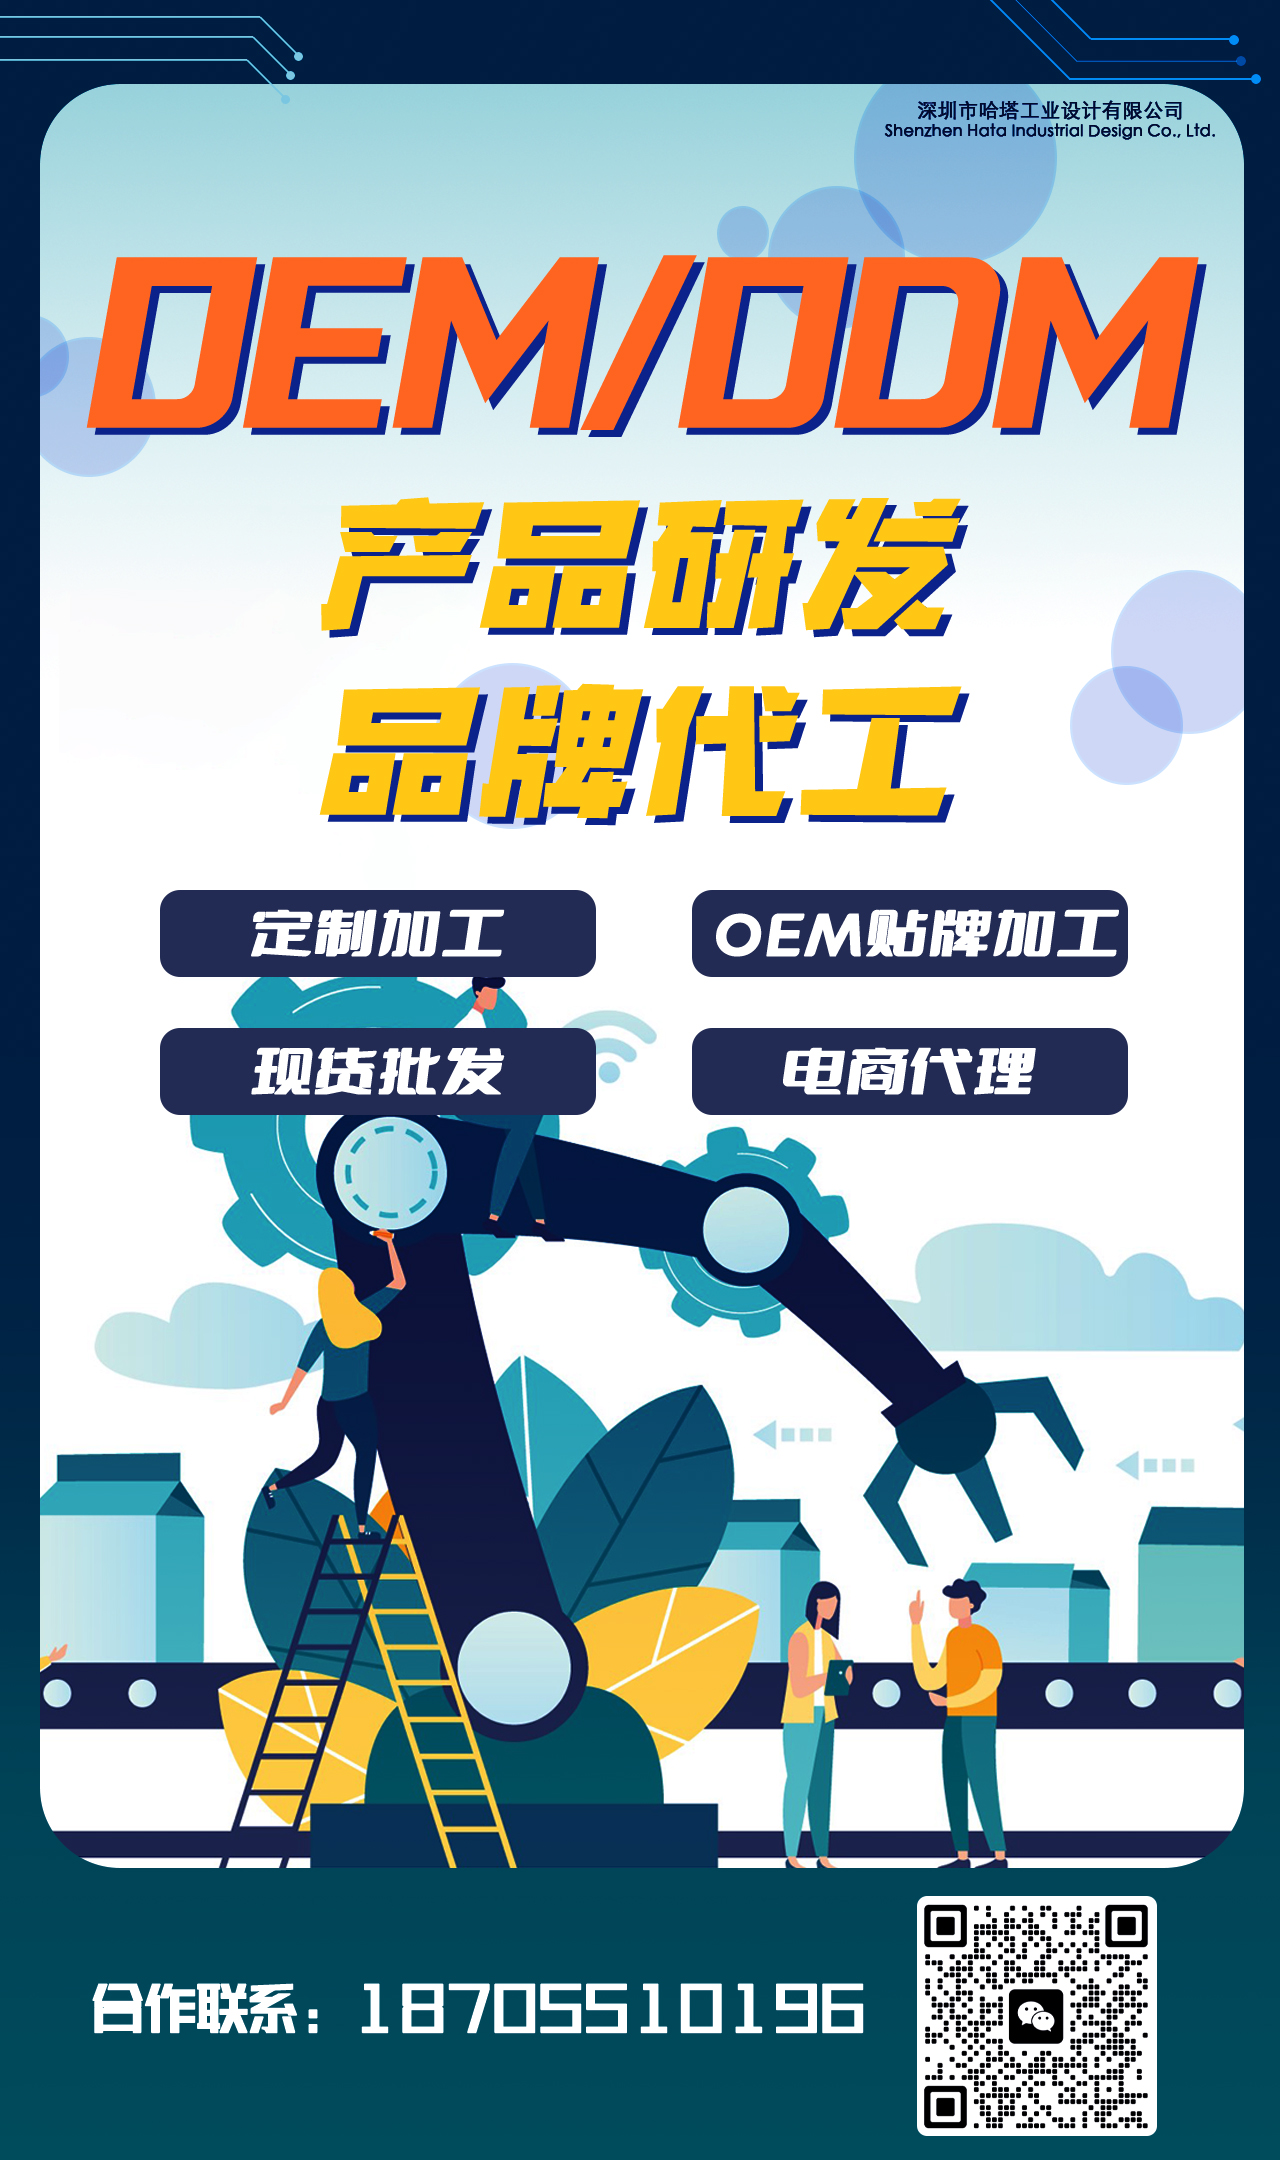 深圳市哈塔工业设计有限公司
Shenzhen Hata Industrial Design Co., Ltd.
OEM/ODM
产品研发
品牌代工
定制加工
OEM贴牌加工
现货批发
电商代理
合作联系：18705510196